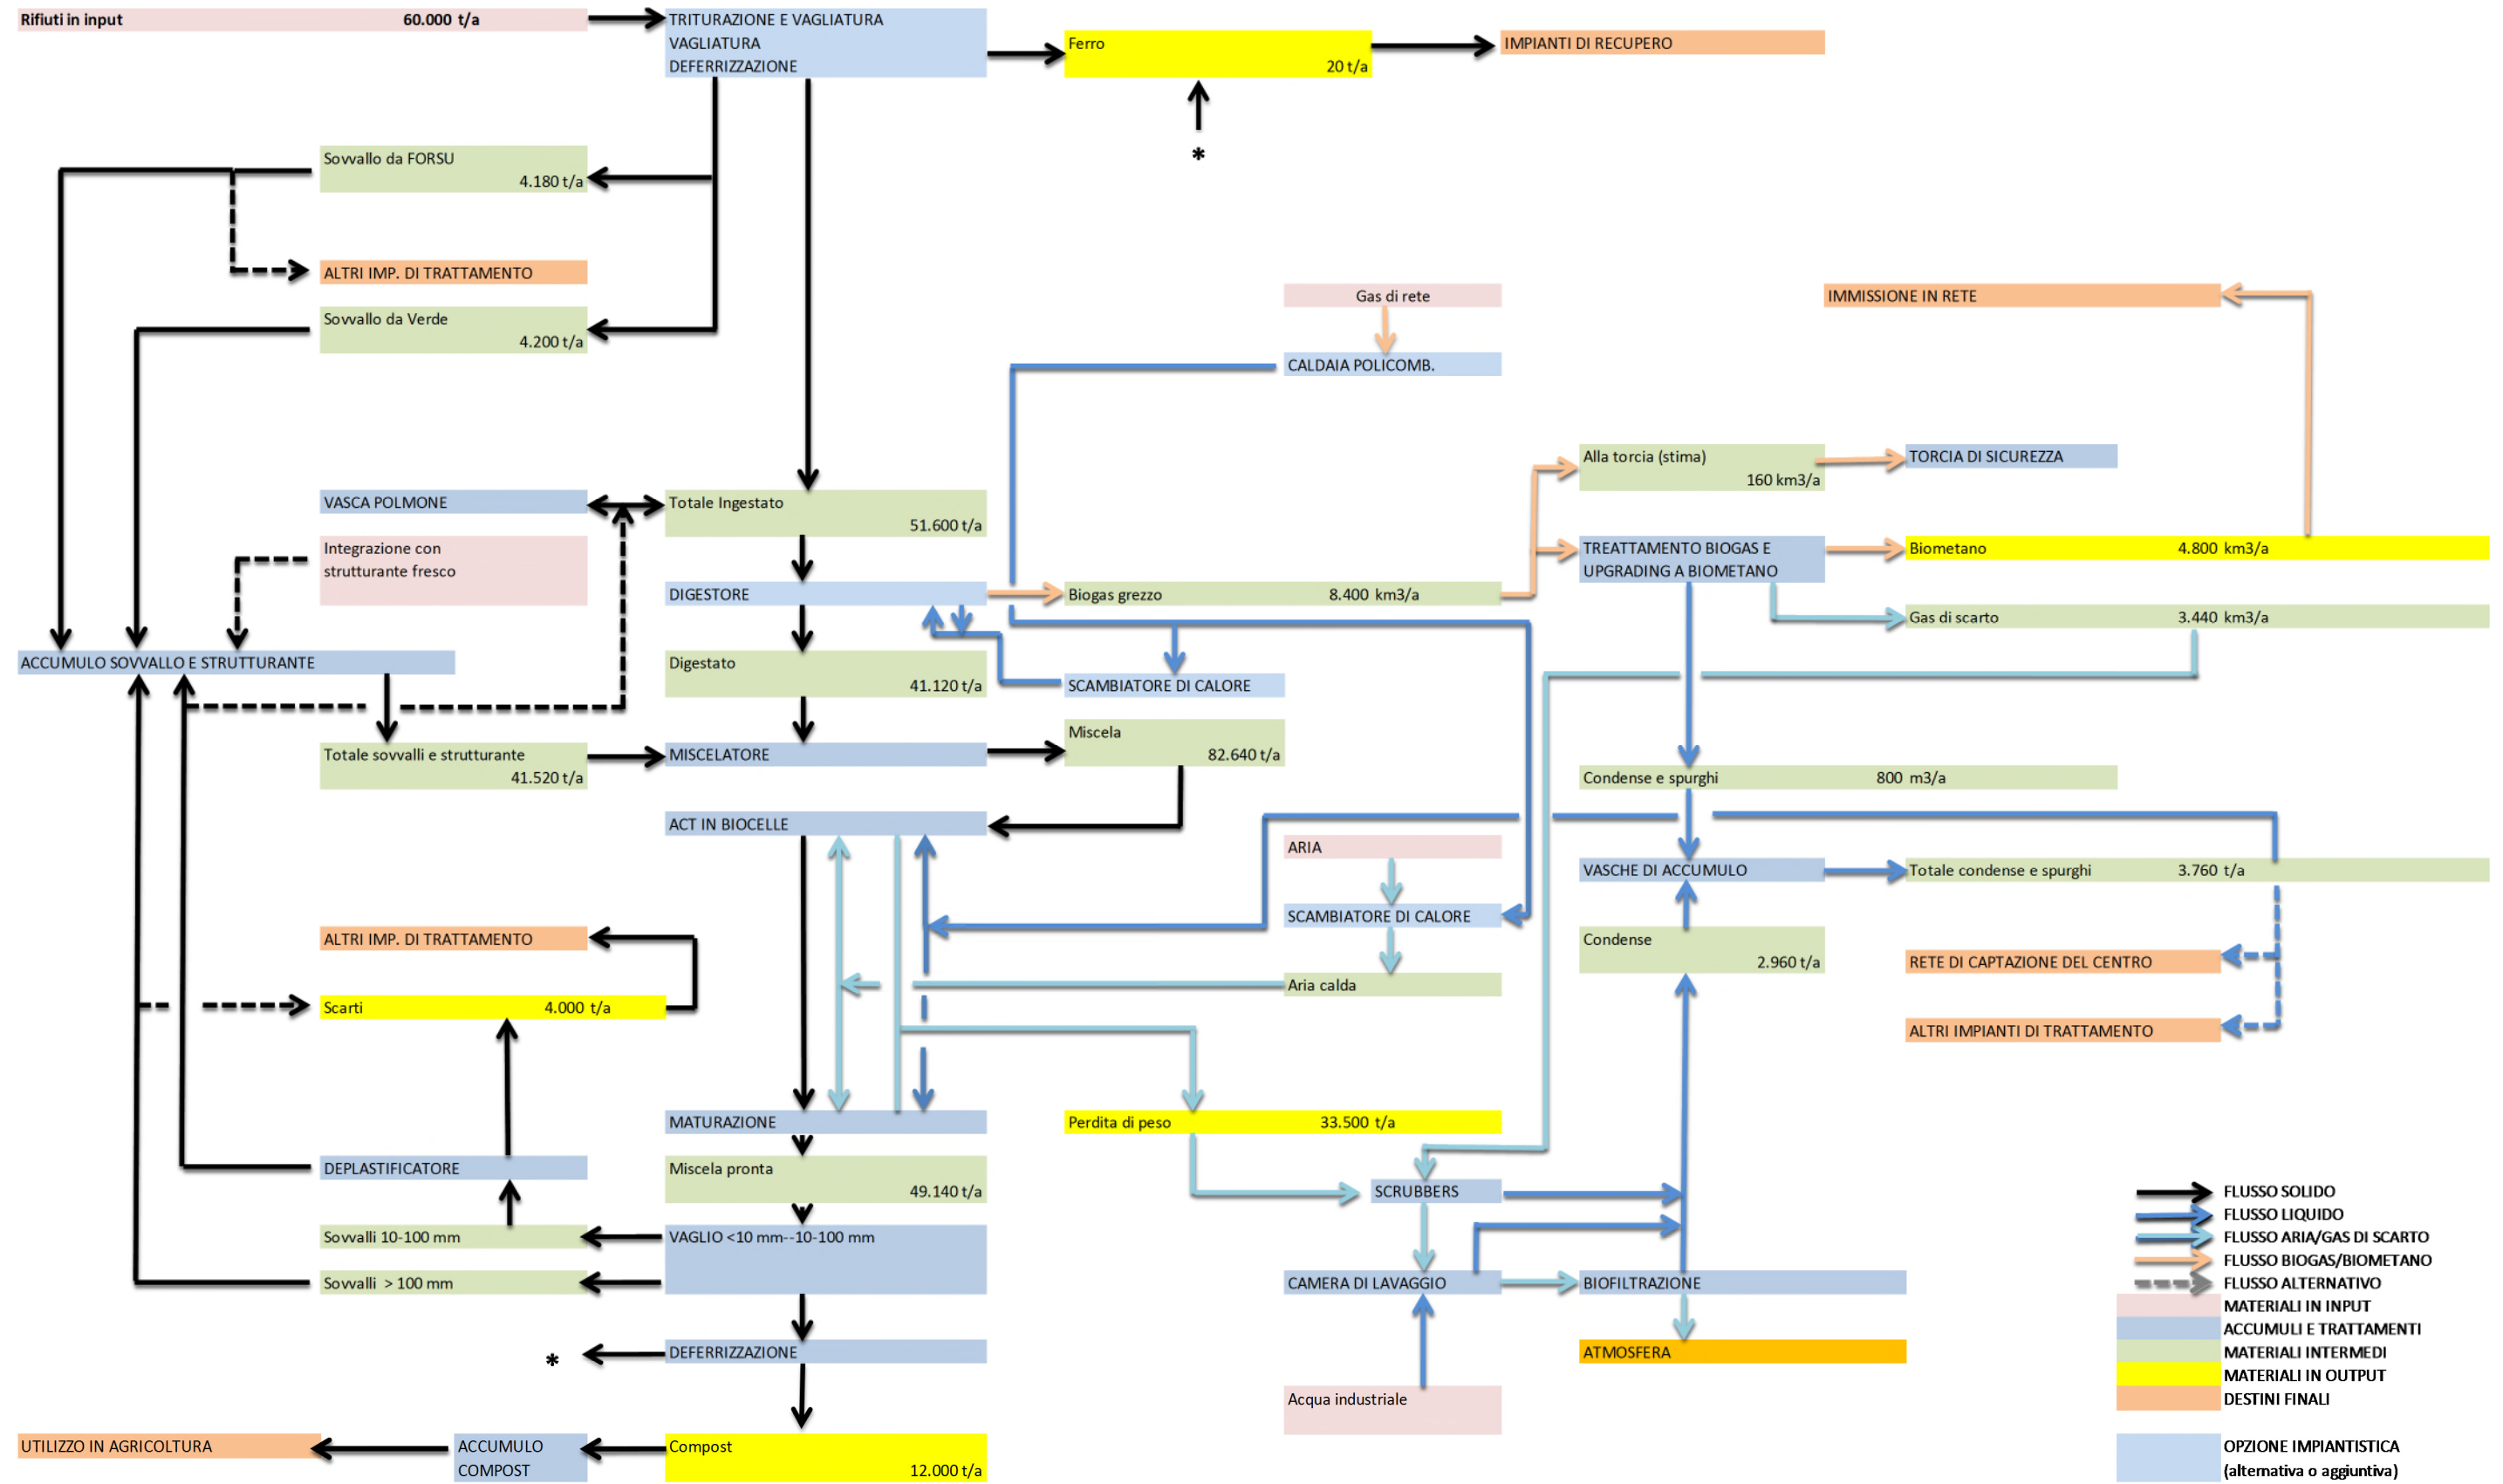 Rifiuti in input 60.000 t/a
TRITURAZIONE E VAGLIATURA
VAGLIATURA
DEFERRIZZAZIONE
Ferro
20 t/a
IMPIANTI DI RECUPERO
*
Sovvallo da FORSU
4.180 t/a
ALTRI IMP. DI TRATTAMENTO
Sovvallo da Verde
4.200 t/a
Gas di rete
IMMISSIONE IN RETE
CALDAIA POLICOMB.
Alla torcia (stima)
160 km3/a
TORCIA DI SICUREZZA
VASCA POLMONE
Totale Ingestato
51.600 t/a
Integrazione con
strutturante fresco
TREATTAMENTO BIOGAS E
UPGRADING A BIOMETANO
Biometano 4.800 km3/a
DIGESTORE
Biogas grezzo 8.400 km3/a
Gas di scarto 3.440 km3/a
ACCUMULO SOVVALLO E STRUTTURANTE
Digestato
41.120 t/a
SCAMBIATORE DI CALORE
Totale sovvalli e strutturante
41.520 t/a
MISCELATORE
Miscela
82.640 t/a
Condense e spurghi 800 m3/a
ACT IN BIOCELLE
ARIA
VASCHE DI ACCUMULO
Totale condense e spurghi 3.760 t/a
SCAMBIATORE DI CALORE
ALTRI IMP. DI TRATTAMENTO
Condense
2.960 t/a
RETE DI CAPTAZIONE DEL CENTRO
Aria calda
Scarti 4.000 t/a
ALTRI IMPIANTI DI TRATTAMENTO
MATURAZIONE
Perdita di peso 33.500 t/a
DEPLASTIFICATORE
Miscela pronta
49.140 t/a
SCRUBBERS
Sovvalli 10-100 mm
VAGLIO <10 mm--10-100 mm
Sovvalli > 100 mm
CAMERA DI LAVAGGIO
BIOFILTRAZIONE
*
DEFERRIZZAZIONE
ATMOSFERA
Acqua industriale
UTILIZZO IN AGRICOLTURA
ACCUMULO
COMPOST
Compost
12.000 t/a
FLUSSO SOLIDO
FLUSSO LIQUIDO
FLUSSO ARIA/GAS DI SCARTO
FLUSSO BIOGAS/BIOMETANO
FLUSSO ALTERNATIVO
MATERIALI IN INPUT
ACCUMULI E TRATTAMENTI
MATERIALI INTERMEDI
MATERIALI IN OUTPUT
DESTINI FINALI
OPZIONE IMPIANTISTICA
(alternativa o aggiuntiva)